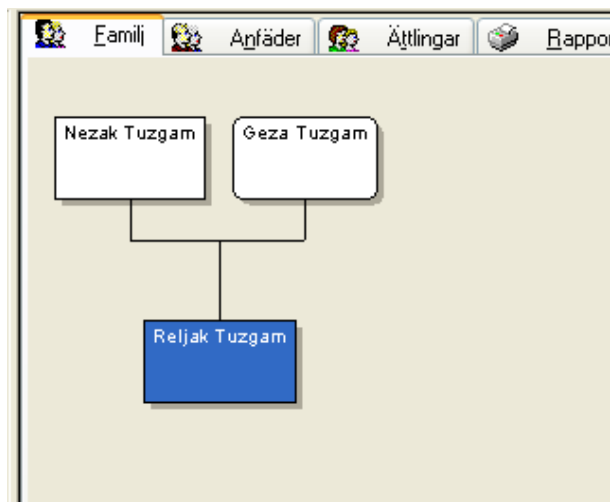 Familj Anfäder Ättlingar Rappor
Nezak Tuzgam Geza Tuzgam
Reljak Tuzgam